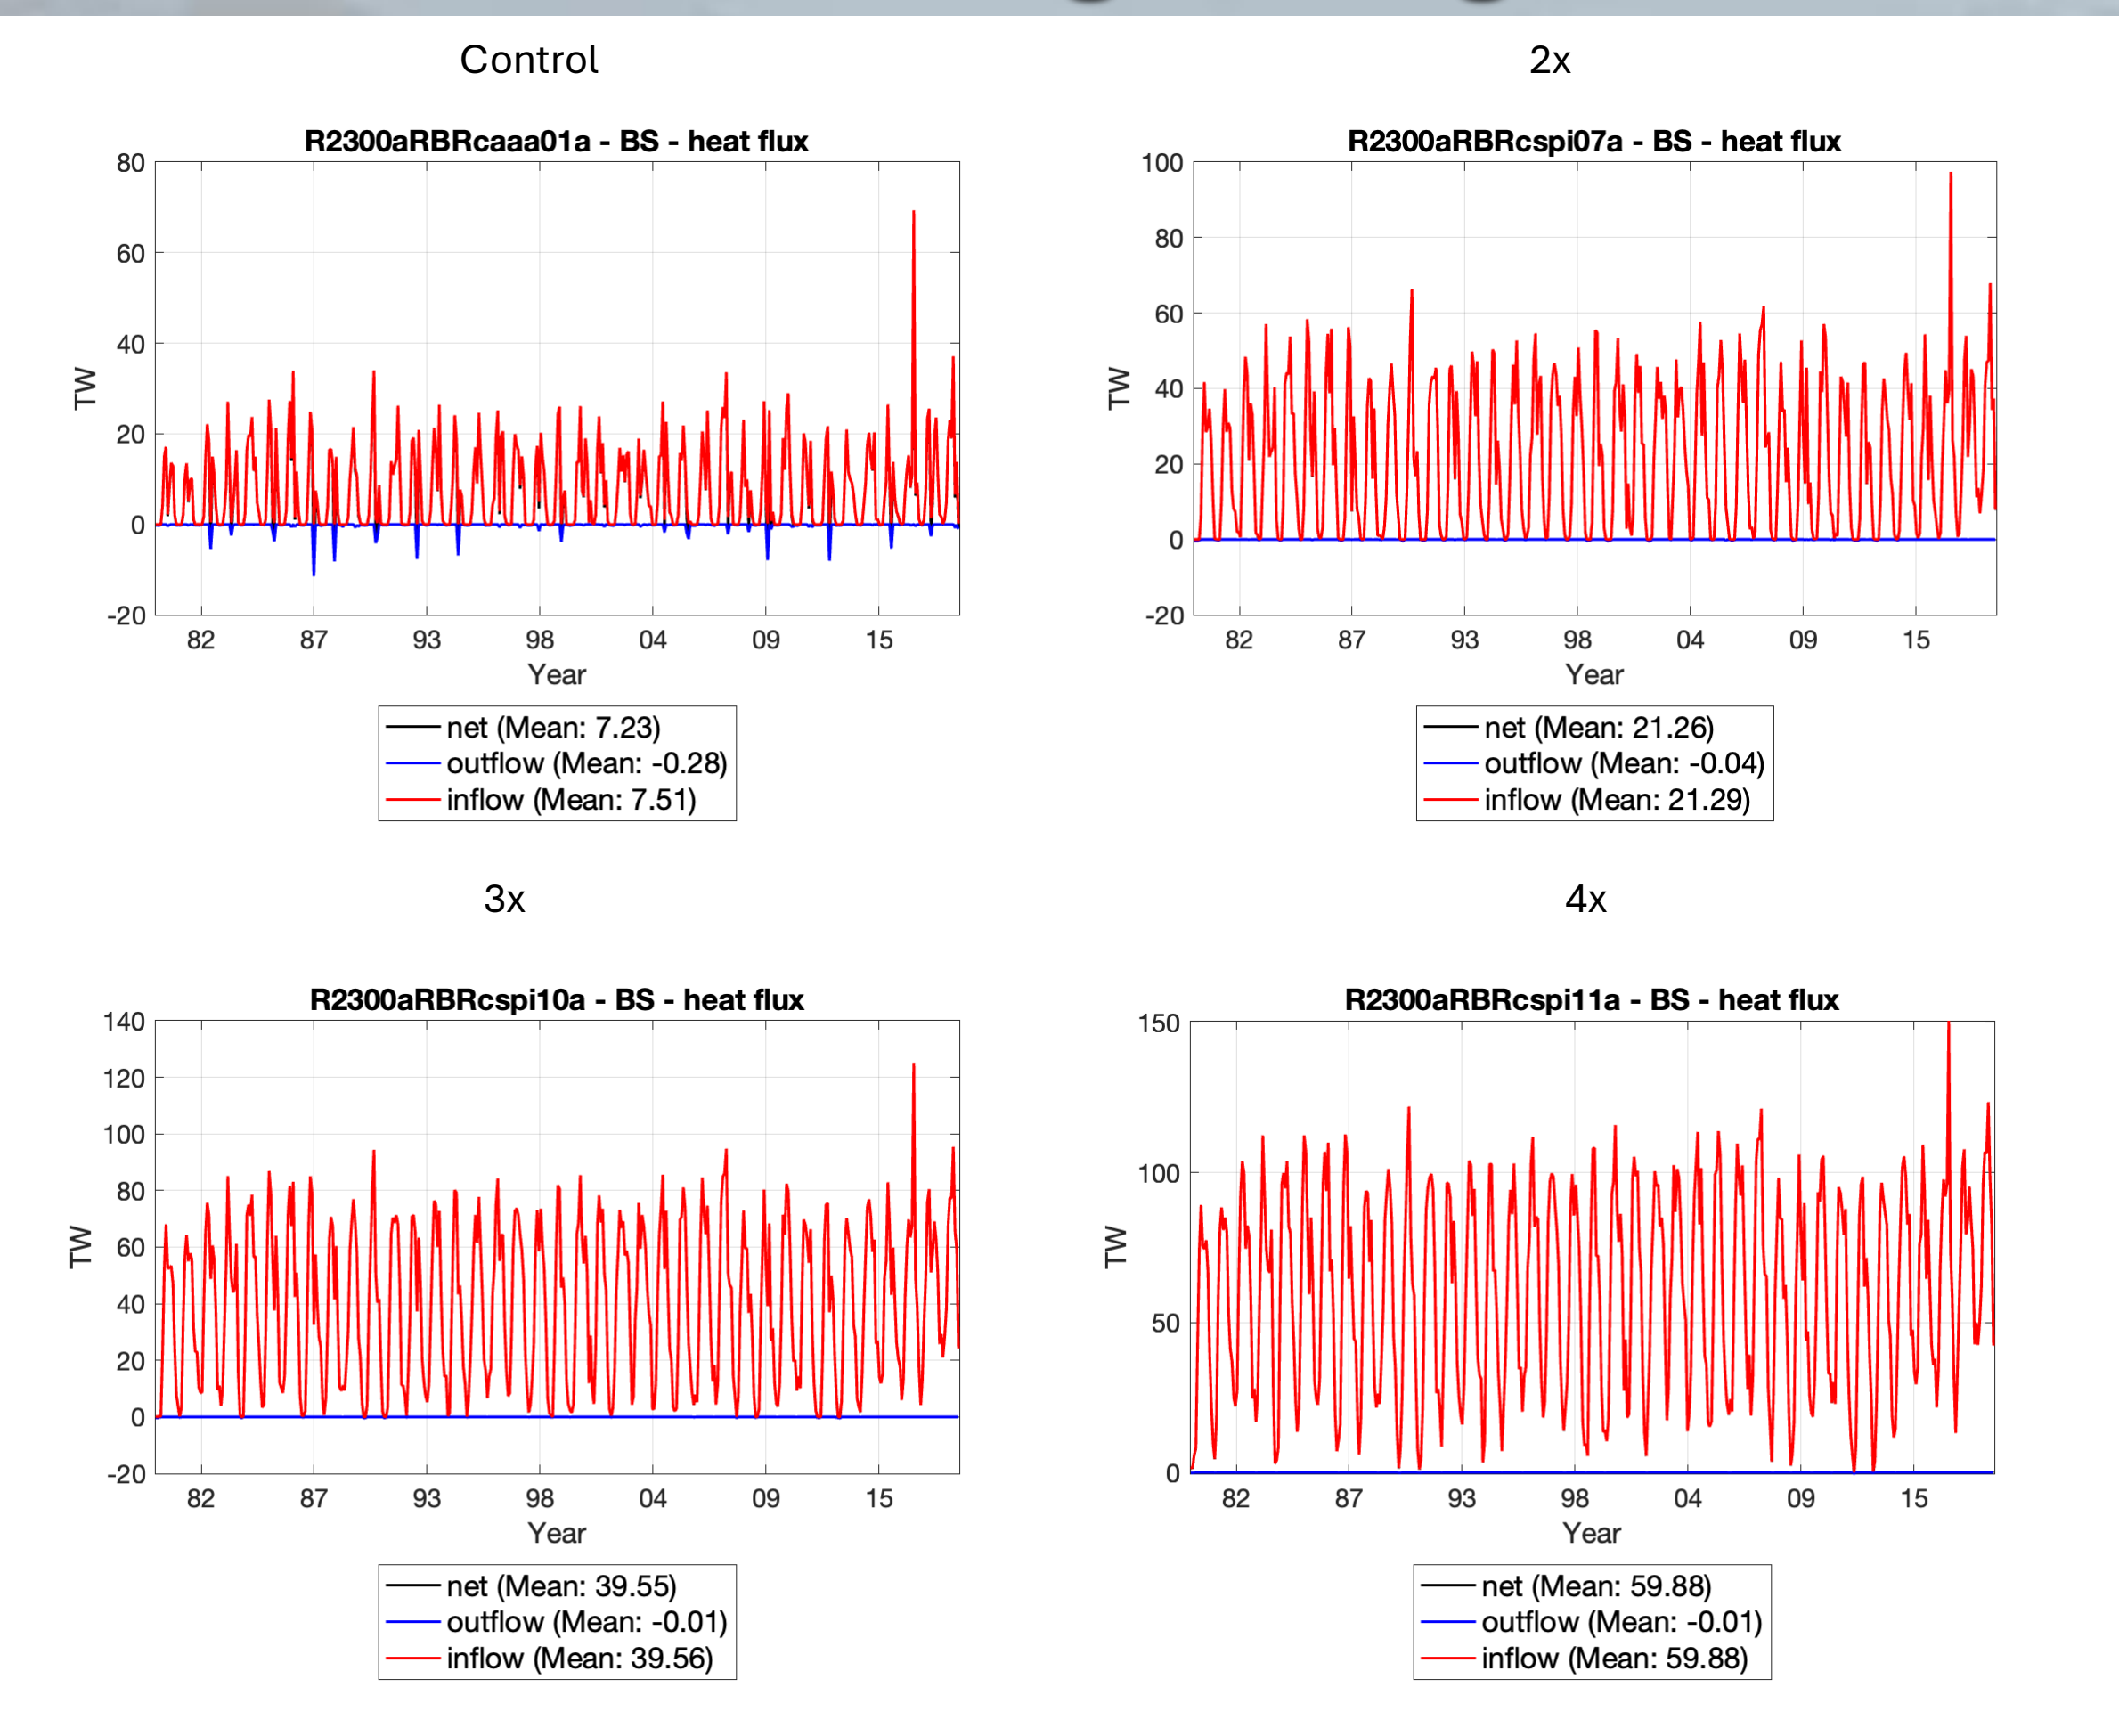 Control
2x
R2300aRBRcaaa01a - BS - heat flux
80
60
40
20
0
-20
TW
82 87 93 98 04 09 15
Year
net (Mean: 7.23)
outflow (Mean: -0.28)
inflow (Mean: 7.51)
R2300aRBRcspi07a - BS - heat flux
100
80
60
40
20
0
-20
TW
82 87 93 98 04 09 15
Year
net (Mean: 21.26)
outflow (Mean: -0.04)
inflow (Mean: 21.29)
3x
4x
R2300aRBRcspi10a - BS - heat flux
140
120
100
80
60
40
20
0
-20
TW
82 87 93 98 04 09 15
Year
net (Mean: 39.55)
outflow (Mean: -0.01)
inflow (Mean: 39.56)
R2300aRBRcspi11a - BS - heat flux
150
100
50
0
TW
82 87 93 98 04 09 15
Year
net (Mean: 59.88)
outflow (Mean: -0.01)
inflow (Mean: 59.88)